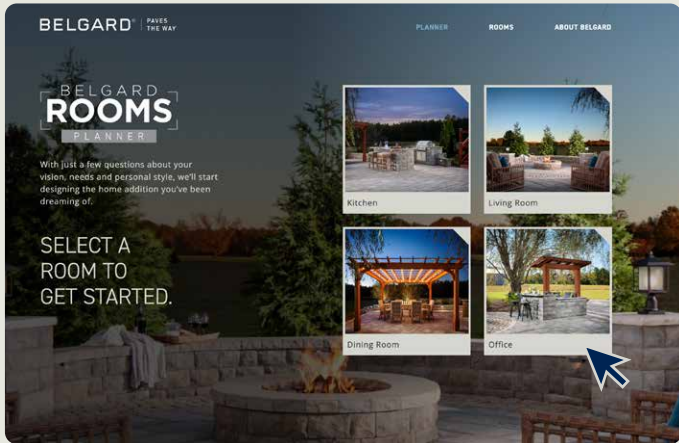 BELGARD® | PAVES
THE WAY
PLANNER
ROOMS
ABOUT BELGARD
BELGARD
ROOMS
PLANNER
With just a few questions about your
vision, needs and personal style, we'll start
designing the home addition you've been
dreaming of.
SELECT A
ROOM TO
GET STARTED.
Kitchen
Living Room
Dining Room
Office